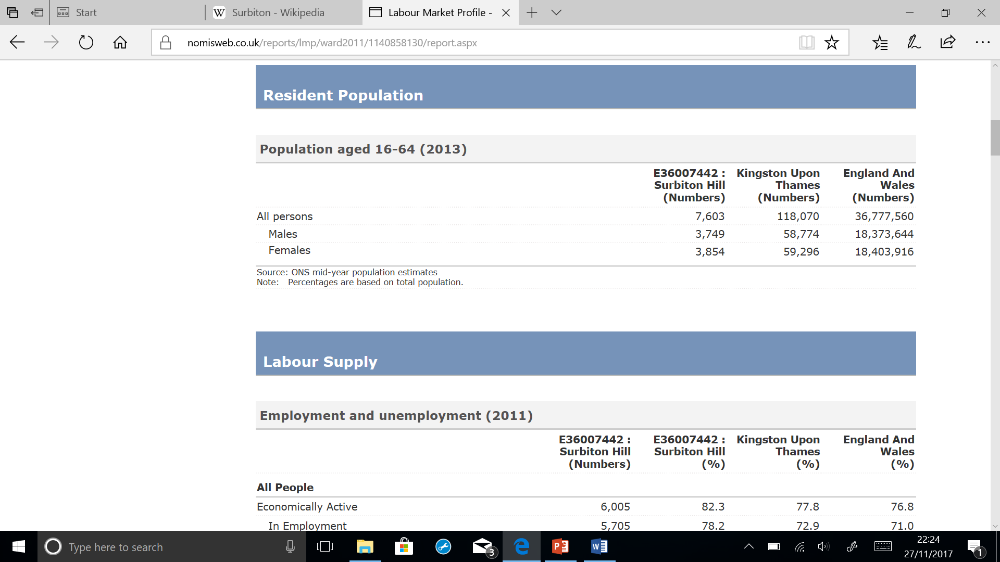 Start
W Surbiton - Wikipedia
Labour Market Profile -
nomisweb.co.uk/reports/lmp/ward2011/1140858130/report.aspx
Resident Population
Population aged 16-64 (2013)
E36007442 : Kingston Upon England And
Surbiton Hill Thames Wales
(Numbers) (Numbers) (Numbers)
All persons 7,603 118,070 36,777,560
Males 3,749 58,774 18,373,644
Females 3,854 59,296 18,403,916
Source: ONS mid-year population estimates
Note: Percentages are based on total population.
Labour Supply
Employment and unemployment (2011)
E36007442 : E36007442 : Kingston Upon England And
Surbiton Hill Surbiton Hill Thames Wales
(Numbers) (%) (%) (%)
All People
Economically Active 6,005 82.3 77.8 76.8
In Employment 5,705 78.2 72.9 71.0
Type here to search
3
e
P
W
22:24
27/11/2017
1